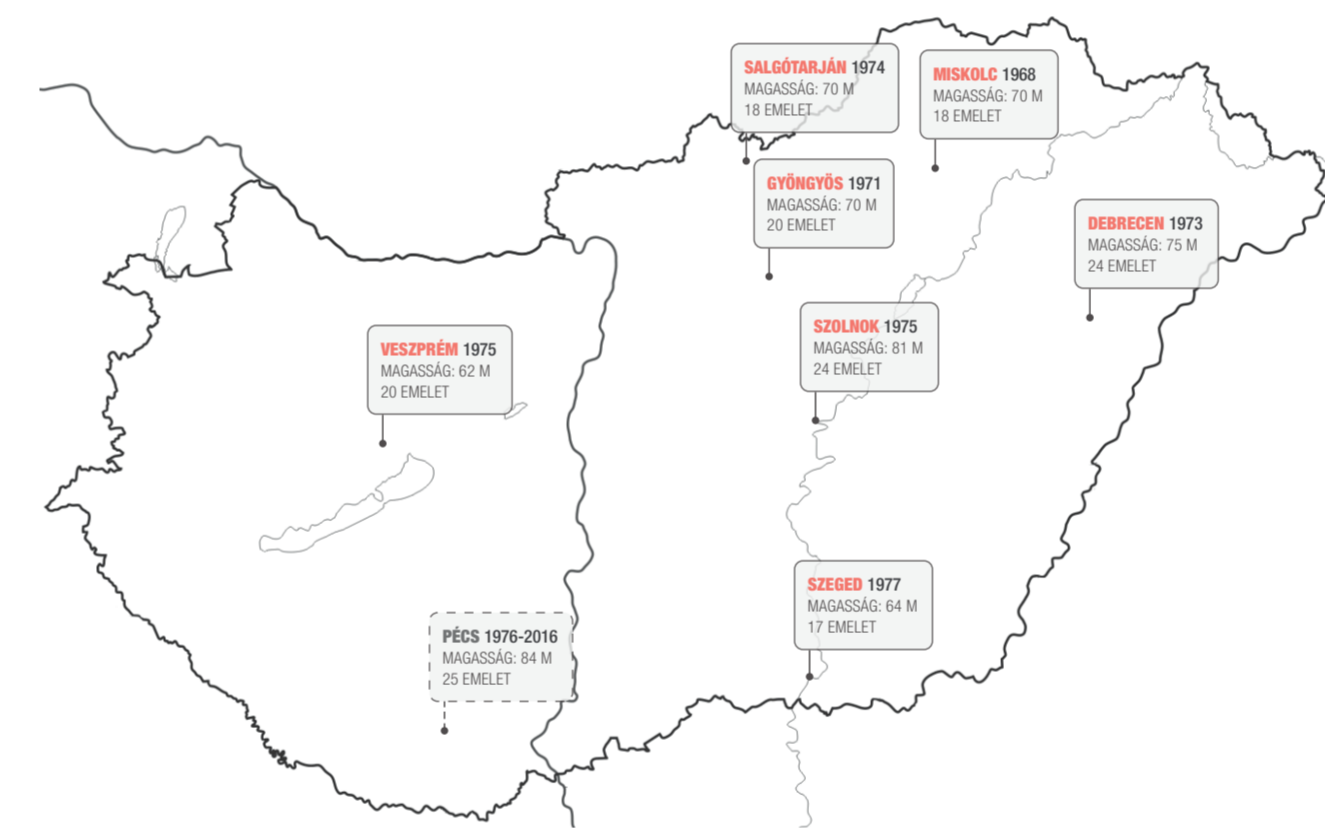 SALGÓTARJÁN 1974
MAGASSÁG: 70 M
18 EMELET
MISKOLC 1968
MAGASSÁG: 70 M
18 EMELET
GYÖNGYÖS 1971
MAGASSÁG: 70 M
20 EMELET
DEBRECEN 1973
MAGASSÁG: 75 M
24 EMELET
SZOLNOK 1975
MAGASSÁG: 81 M
24 EMELET
VESZPRÉM 1975
MAGASSÁG: 62 M
20 EMELET
SZEGED 1977
MAGASSÁG: 64 M
17 EMELET
PÉCS 1976-2016
MAGASSÁG: 84 M
25 EMELET